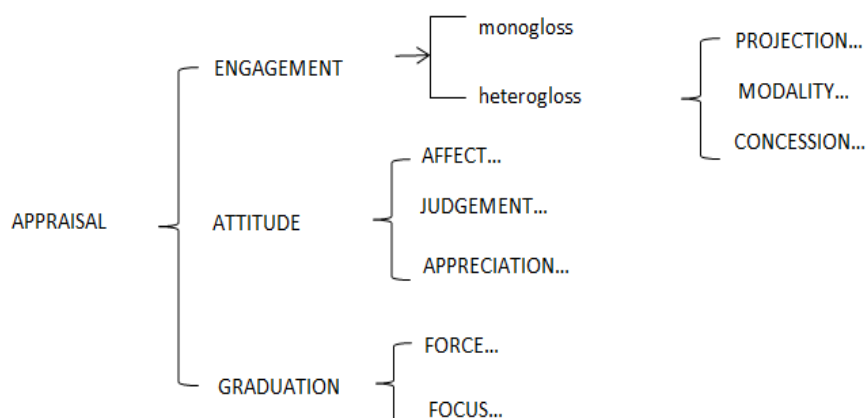 monogloss
PROJECTION...
ENGAGEMENT
heterogloss
MODALITY...
CONCESSION...
AFFECT...
APPRAISAL
ATTITUDE
JUDGEMENT...
APPRECIATION...
FORCE...
GRADUATION
FOCUS...